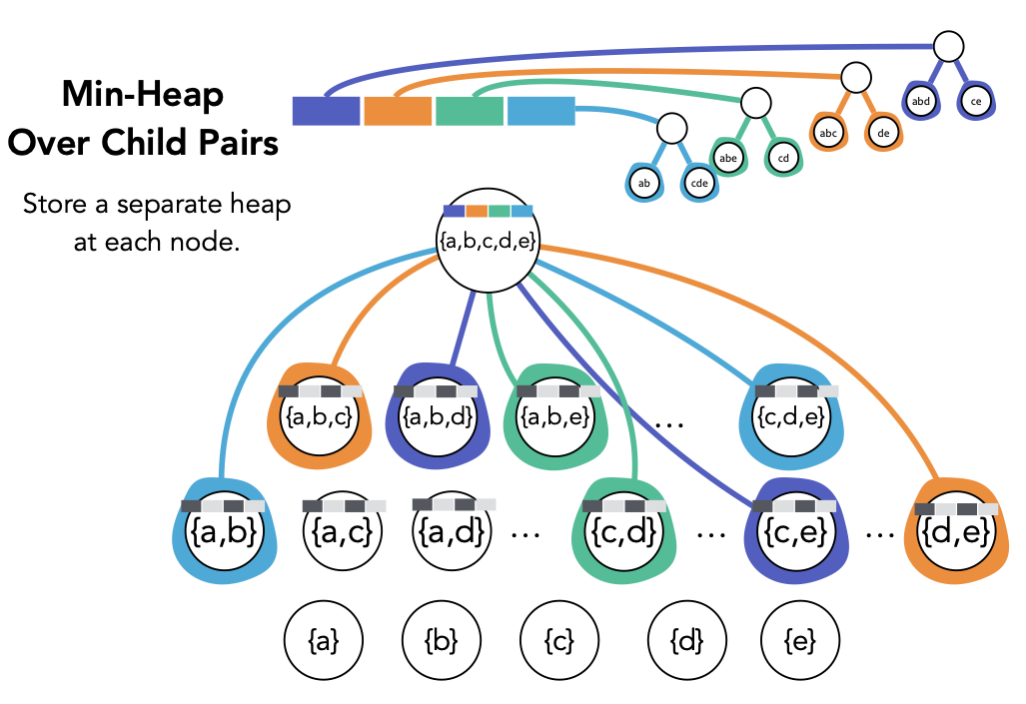 Min-Heap
Over Child Pairs
Store a separate heap
at each node.
abd
ce
abc
de
abe
cd
ab
cde
{a,b,c,d,e}
{a,b,c}
{a,b,d}
{a,b,e}
...
{c,d,e}
{a,b}
{a,c}
{a,d}
...
{c,d}
...
{c,e}
...
{d,e}
{a}
{b}
{c}
{d}
{e}